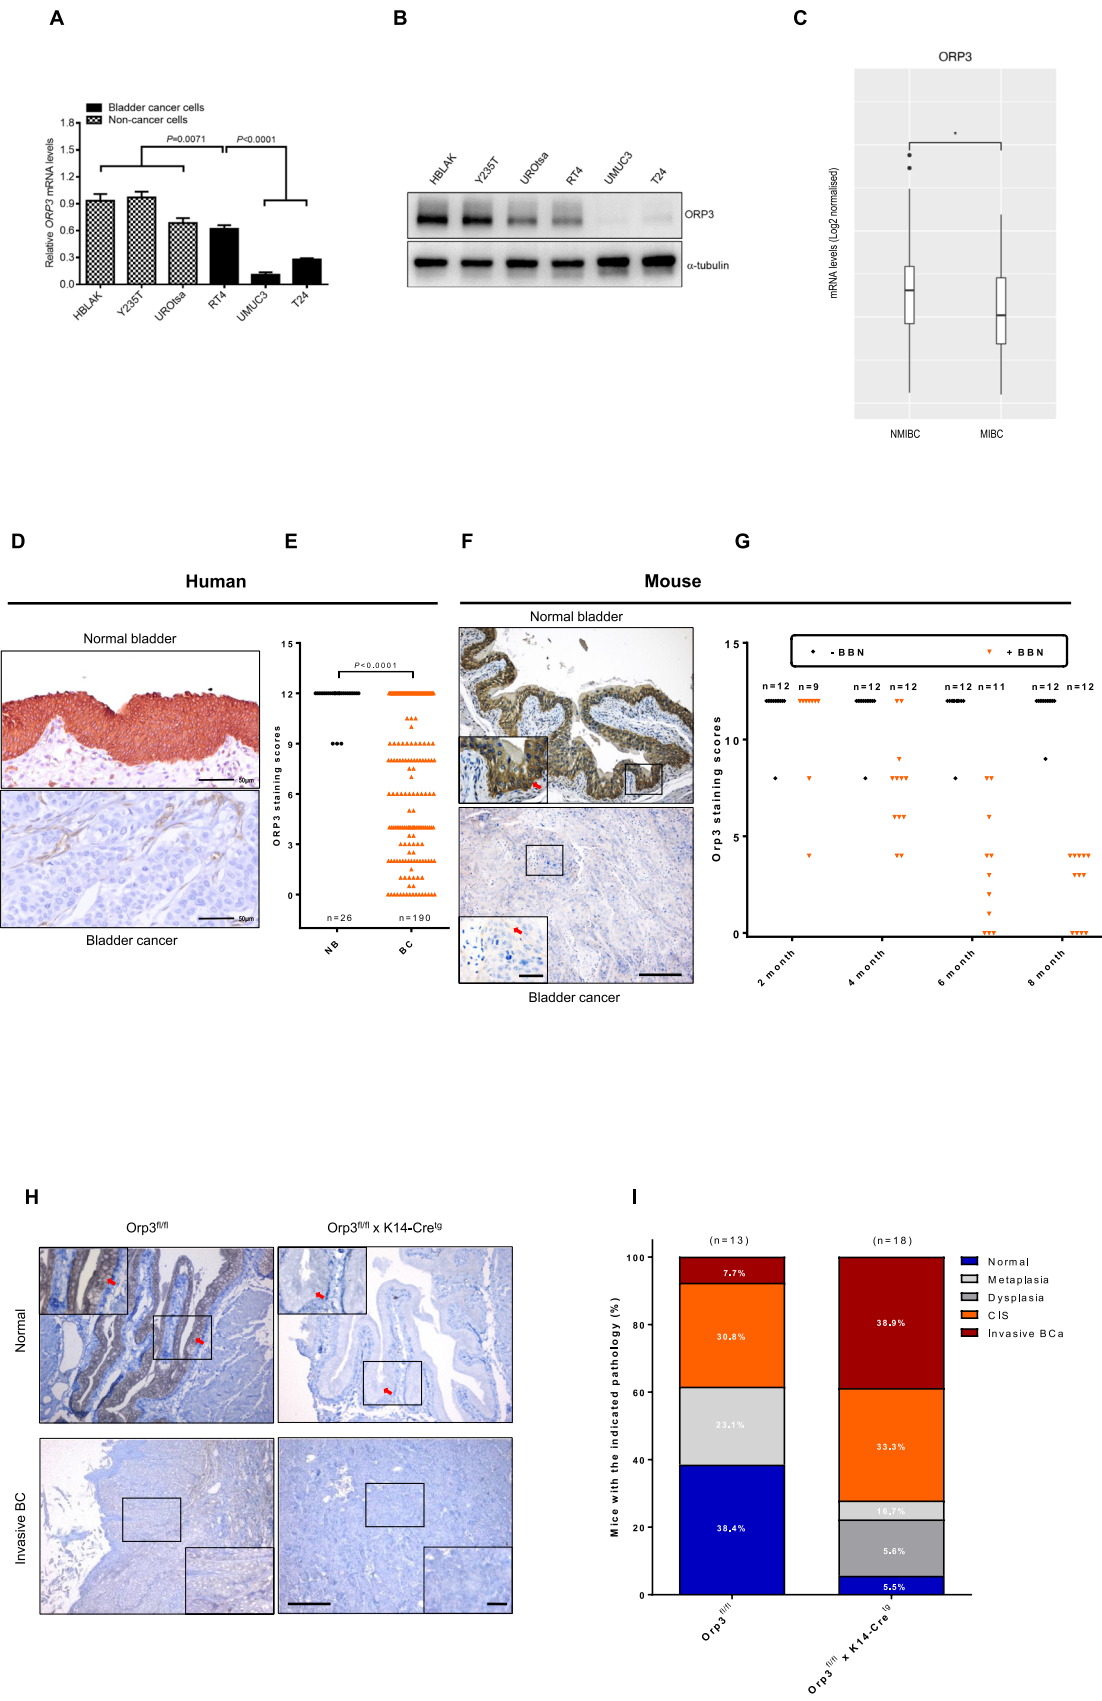 A
Bladder cancer cells
Non-cancer cells
Relative ORP3 mRNA levels
1.8
1.5
1.2
0.9
0.6
0.3
0.0
P=0.0071
P<0.0001
HBLAK
Y235T
UROtsa
RT4
UMUC3
T24
B
HBLAK
Y235T
UROtsa
RT4
UMUC3
T24
ORP3
α-tubulin
C
ORP3
mRNA levels (Log2 normalised)
*
NMIBC
MIBC
D
E
F
G
Human
Mouse
Normal bladder
50µm
50µm
Bladder cancer
ORP3 staining scores
15
12
9
6
3
0
P<0.0001
n=26
n=190
NB
BC
Normal bladder
Bladder cancer
Orp3 staining scores
15
10
5
0
- BBN
+ BBN
n=12
n=9
n=12
n=12
n=12
n=11
n=12
n=12
2 month
4 month
6 month
8 month
H
Orp3fl/fl
Orp3fl/fl x K14-Cretg
Normal
Invasive BC
I
Mice with the indicated pathology (%)
100
80
60
40
20
0
(n=13)
(n=18)
7.7%
30.8%
23.1%
38.4%
38.9%
33.3%
16.7%
5.6%
5.5%
Normal
Metaplasia
Dysplasia
CIS
Invasive BCa
Orp3fl/fl
Orp3fl/fl x K14-Cretg